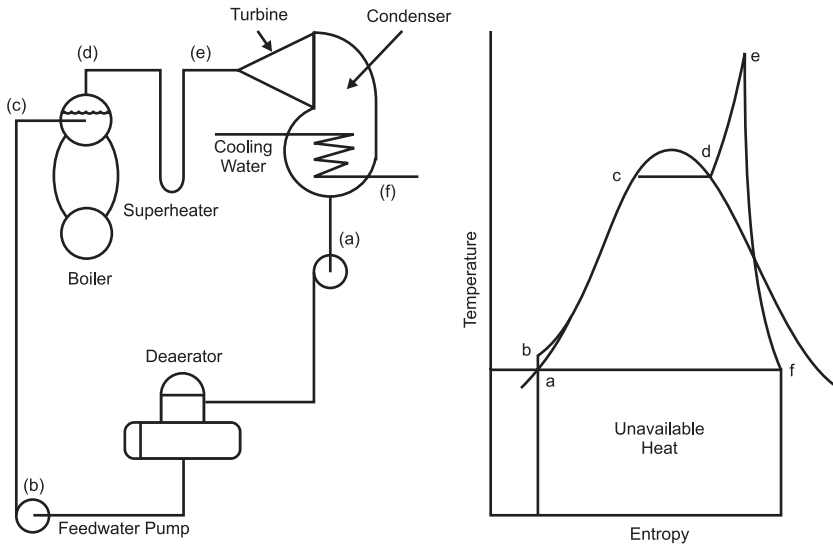 Turbine
Condenser
(d)
(e)
(c)
Cooling
Water
(f)
Superheater
(a)
Boiler
Deaerator
(b)
Feedwater Pump
Temperature
e
d
c
b
a
f
Unavailable
Heat
Entropy